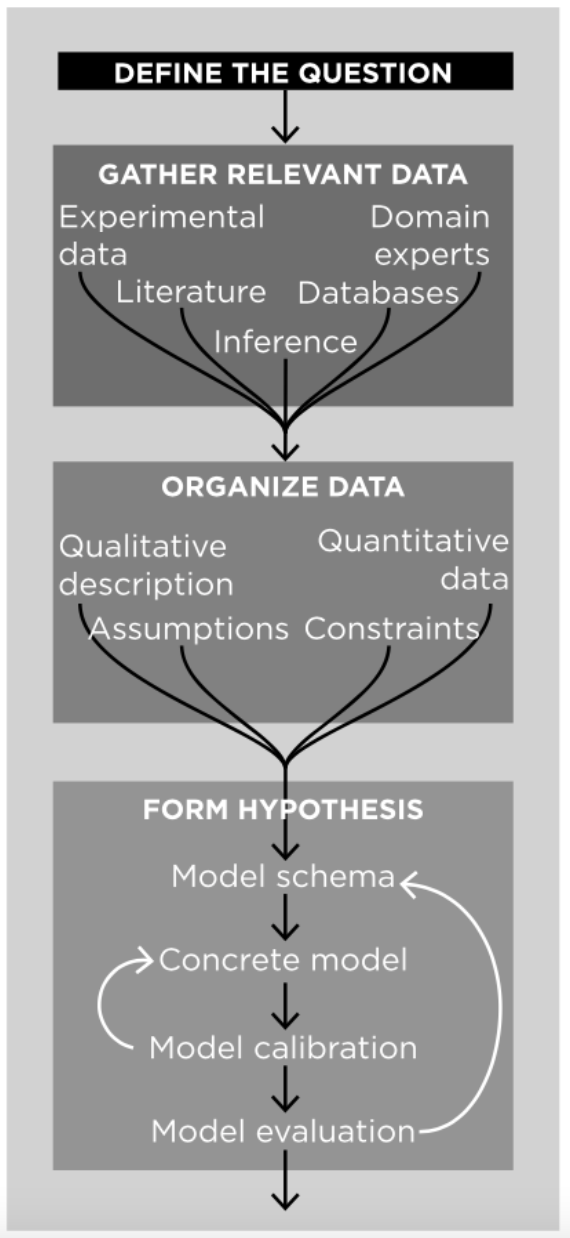 DEFINE THE QUESTION
GATHER RELEVANT DATA
Experimental
data
Domain
experts
Literature
Databases
Inference
ORGANIZE DATA
Qualitative
description
Quantitative
data
Assumptions
Constraints
FORM HYPOTHESIS
Model schema
Concrete model
Model calibration
Model evaluation